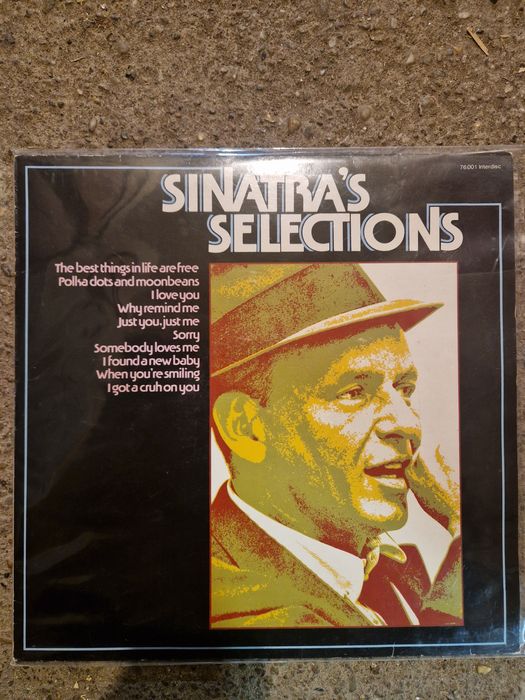 76.001 interdisc
SINATRA'S
SELECTIONS
The best things in life are free
Polka dots and moonbeans
I love you
Why remind me
Just you, just me
Sorry
Somebody loves me
I found a new baby
When you're smiling
I got a cruh on you